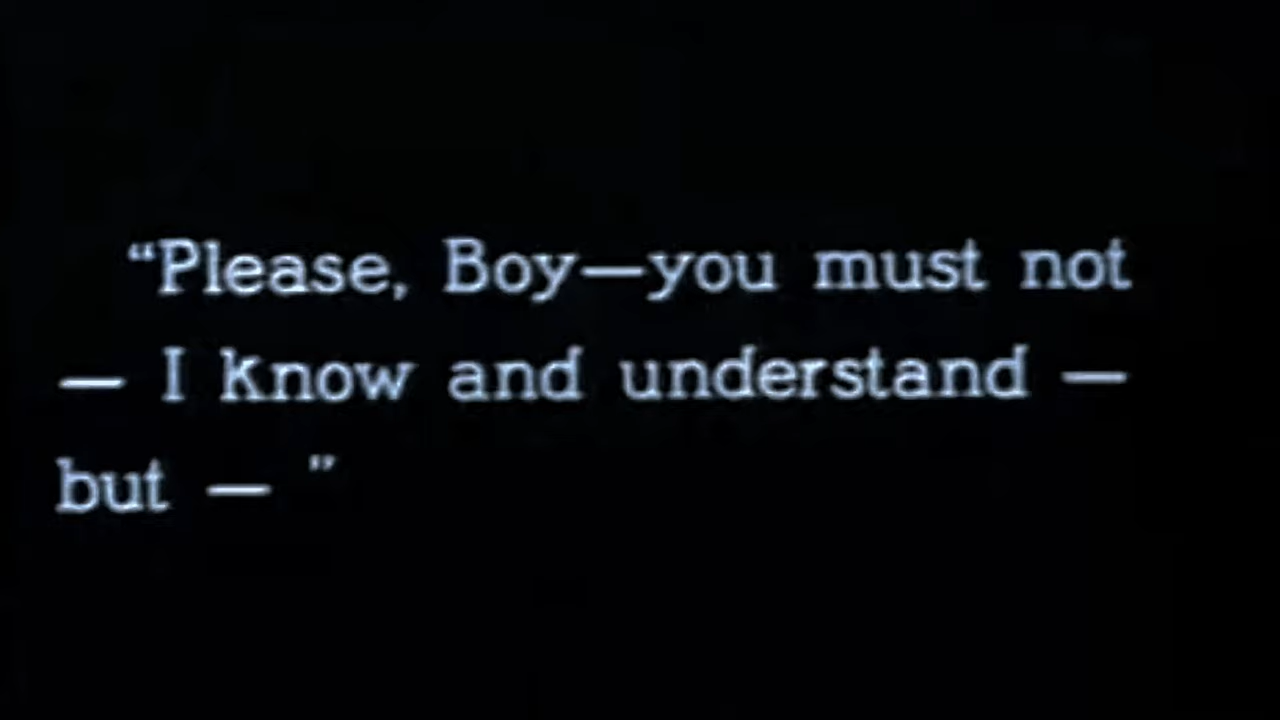 “Please, Boy—you must not
— I know and understand —
but — ”